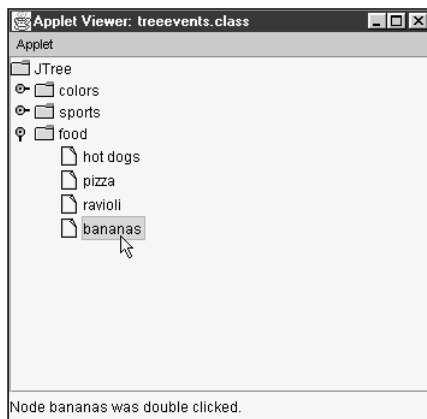 Applet Viewer: treeevents.class
Applet
JTree
colors
sports
food
hot dogs
pizza
ravioli
bananas
Node bananas was double clicked.